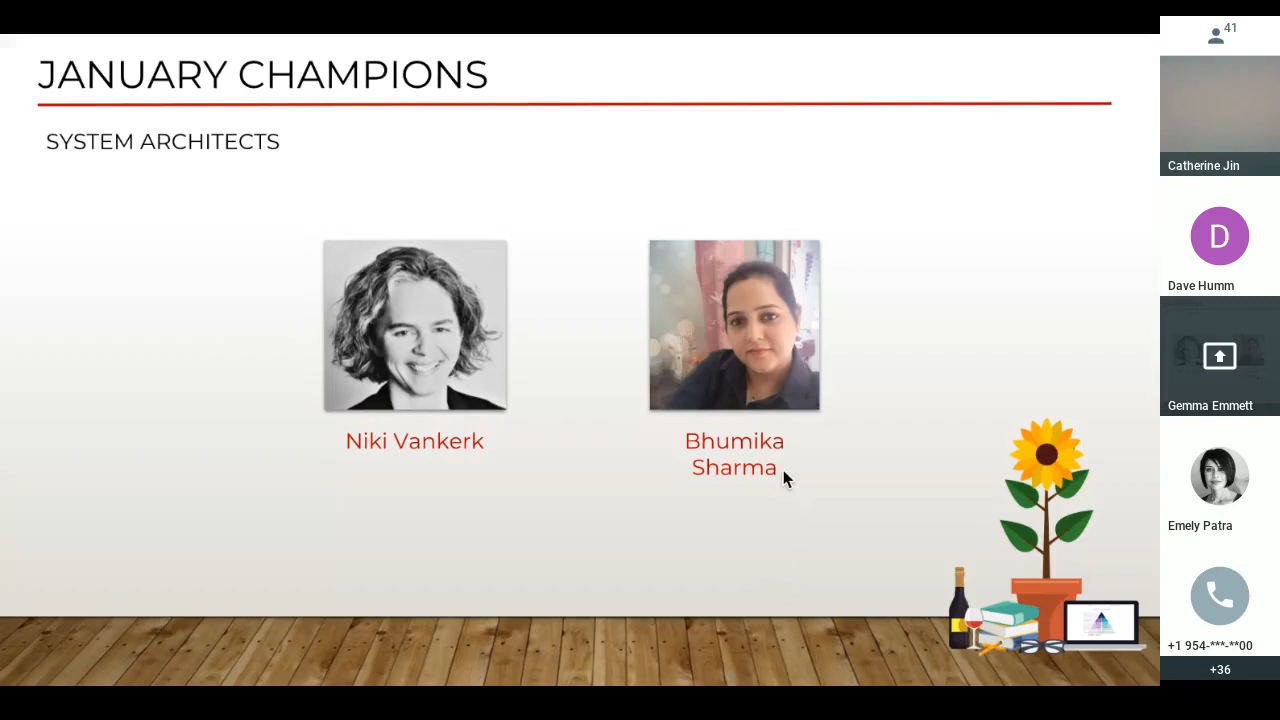 JANUARY CHAMPIONS
SYSTEM ARCHITECTS
Niki Vankerk
Bhumika
Sharma
41
Catherine Jin
D
Dave Humm
Gemma Emmett
Emely Patra
+1 954-***-**00
+36